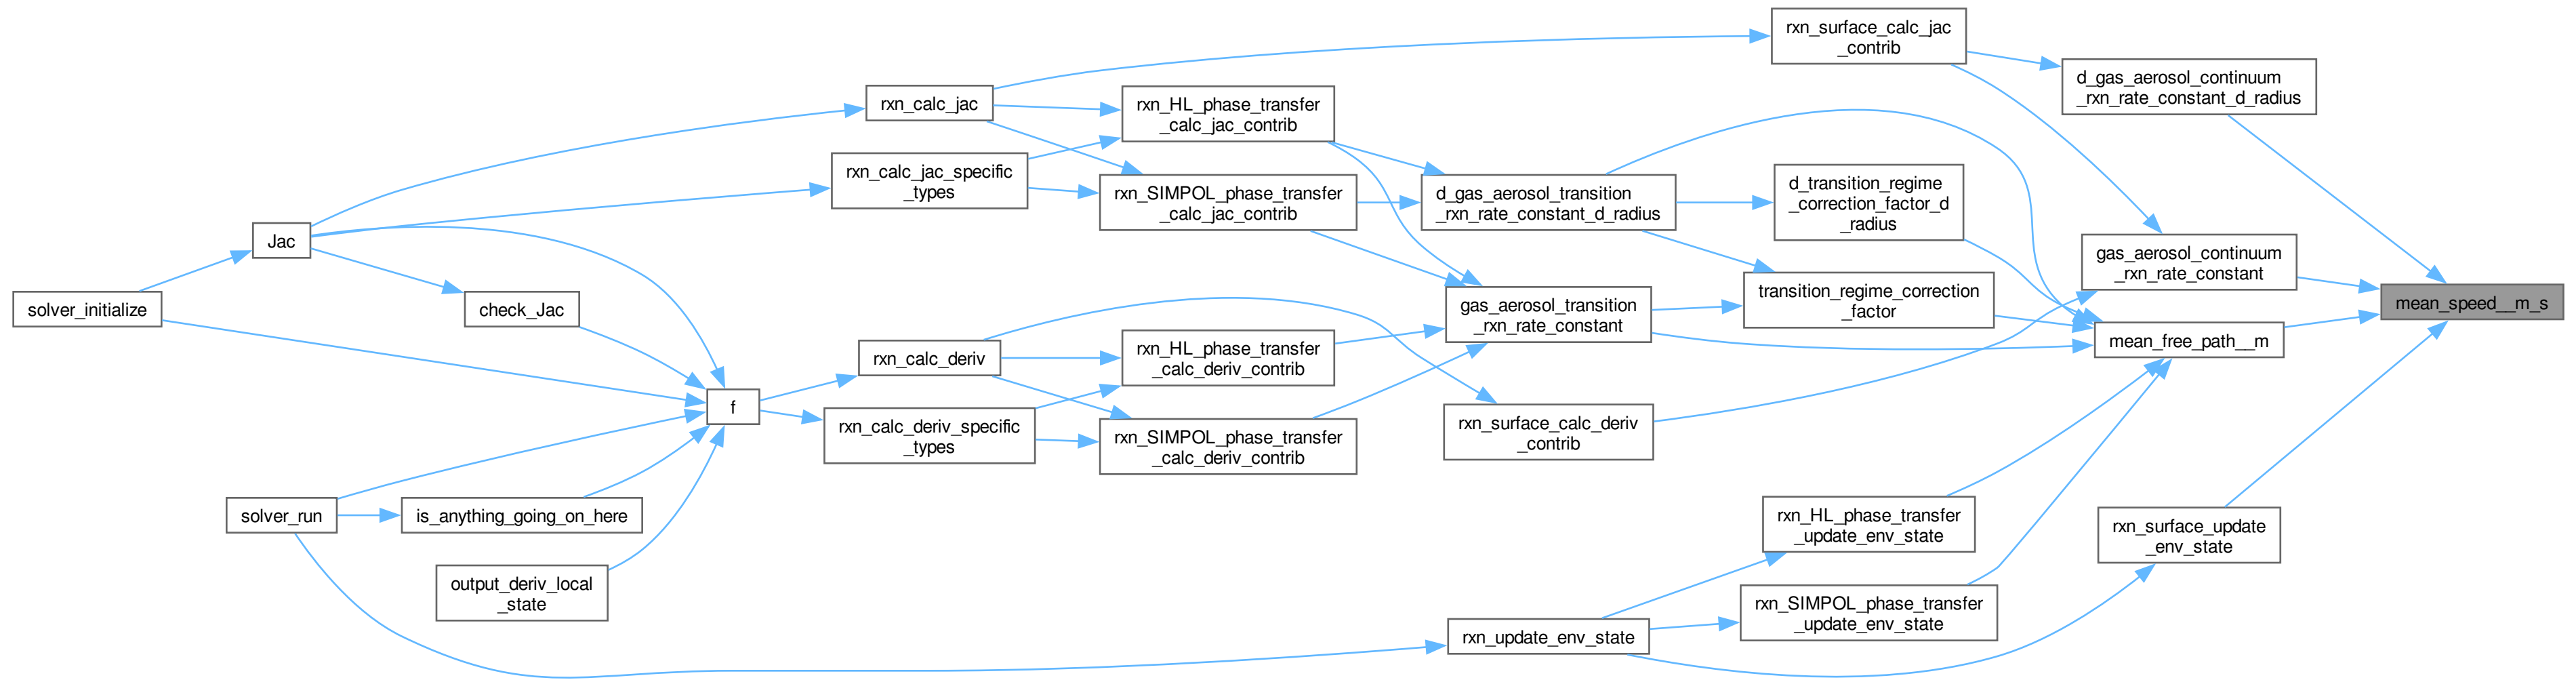 solver_initialize
Jac
check_Jac
f
solver_run
is_anything_going_on_here
output_deriv_local
_state
rxn_calc_jac
rxn_calc_jac_specific
_types
rxn_calc_deriv
rxn_calc_deriv_specific
_types
rxn_HL_phase_transfer
_calc_jac_contrib
rxn_SIMPOL_phase_transfer
_calc_jac_contrib
rxn_HL_phase_transfer
_calc_deriv_contrib
rxn_SIMPOL_phase_transfer
_calc_deriv_contrib
d_gas_aerosol_transition
_rxn_rate_constant_d_radius
gas_aerosol_transition
_rxn_rate_constant
rxn_surface_calc_deriv
_contrib
rxn_update_env_state
rxn_surface_calc_jac
_contrib
d_transition_regime
_correction_factor_d
_radius
transition_regime_correction
_factor
rxn_HL_phase_transfer
_update_env_state
rxn_SIMPOL_phase_transfer
_update_env_state
d_gas_aerosol_continuum
_rxn_rate_constant_d_radius
gas_aerosol_continuum
_rxn_rate_constant
mean_free_path__m
rxn_surface_update
_env_state
mean_speed__m_s